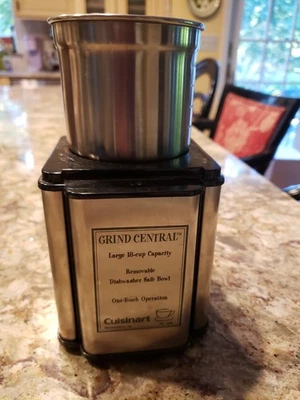 GRIND CENTRAL™
Large 18-cup Capacity
Removable
Dishwasher Safe Bowl
One-Touch Operation
Cuisinart